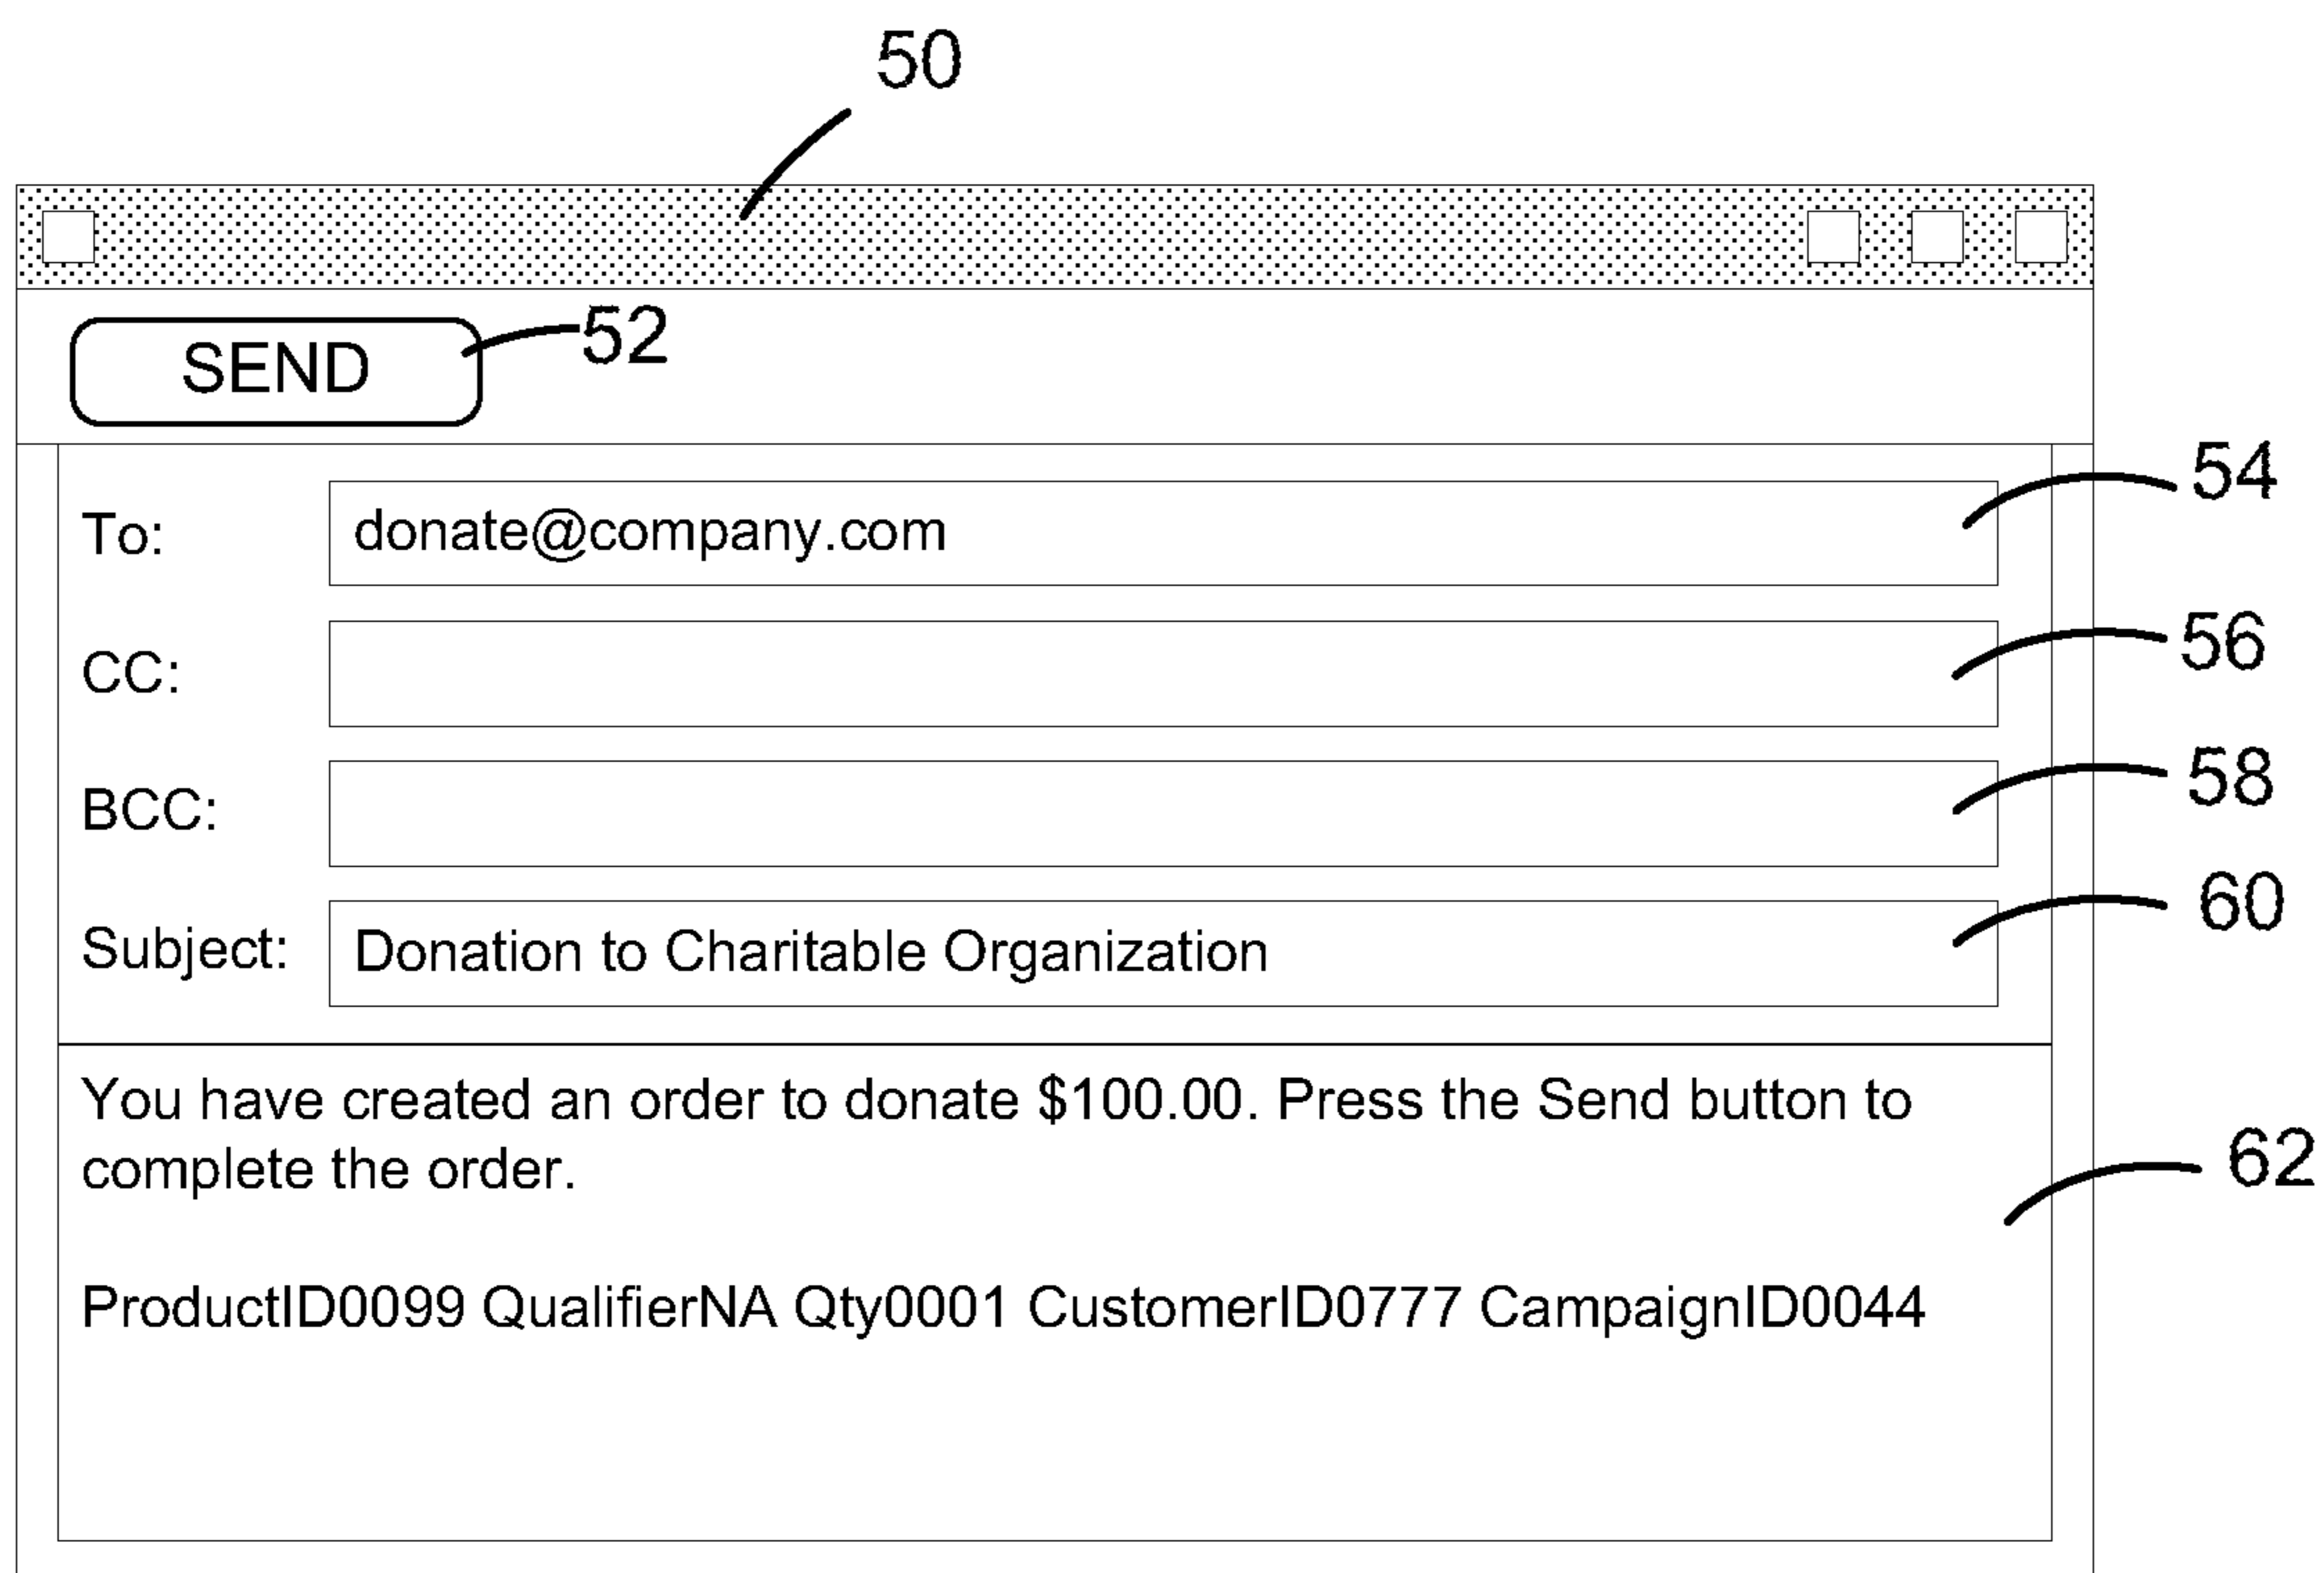 50
SEND
52
To: donate@company.com
54
CC:
56
BCC:
58
Subject: Donation to Charitable Organization
60
You have created an order to donate $100.00. Press the Send button to
complete the order.
62
ProductID0099 QualifierNA Qty0001 CustomerID0777 CampaignID0044